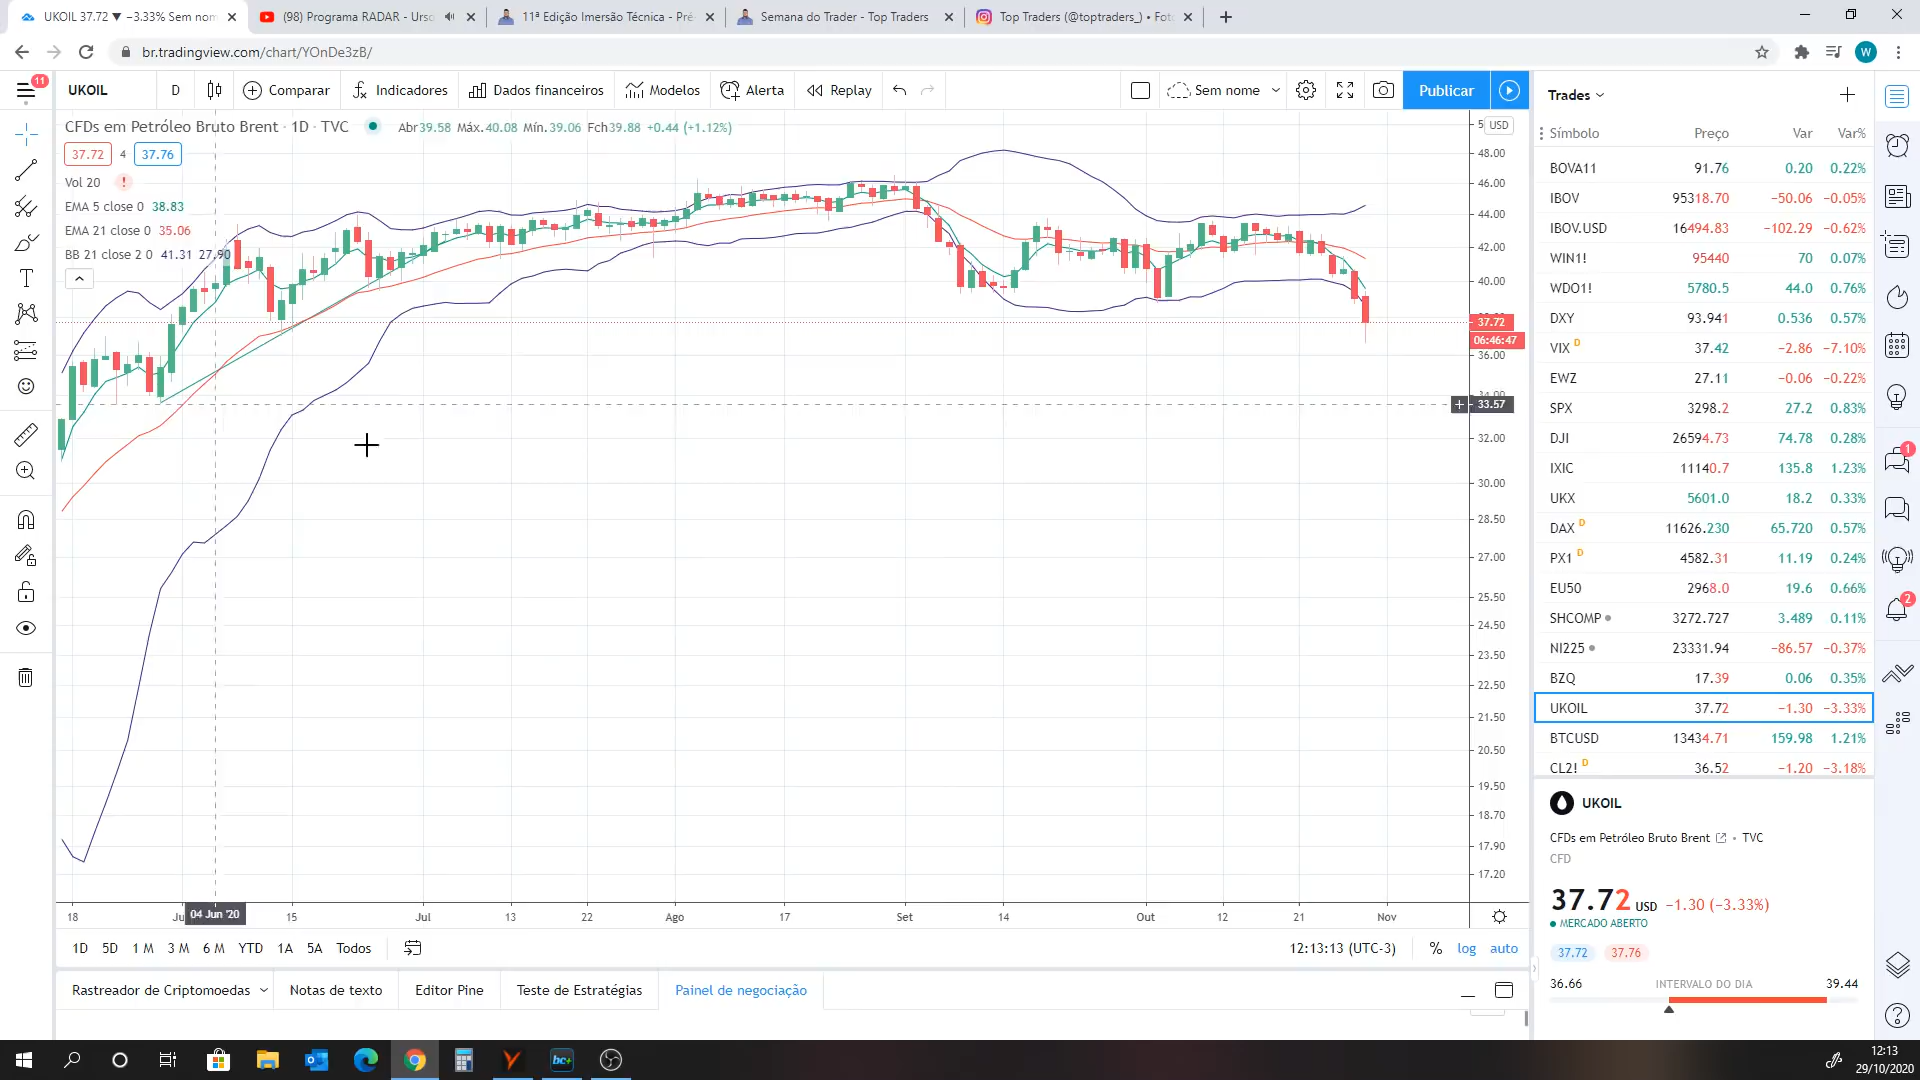 UKOIL 37.72 ▼ −3.33% Sem nom
(98) Programa RADAR - Urso
11ª Edição Imersão Técnica - Pré
Semana do Trader - Top Traders
Top Traders (@toptraders_) • Fot
br.tradingview.com/chart/YOnDe3zB/
W
11
UKOIL
D
Comparar
Indicadores
Dados financeiros
Modelos
Alerta
Replay
Sem nome
Publicar
CFDs em Petróleo Bruto Brent · 1D · TVC
Abr39.58 Máx.40.08 Mín.39.06 Fch39.88 +0.44 (+1.12%)
37.72 4 37.76
Vol 20 !
EMA 5 close 0 38.83
EMA 21 close 0 35.06
BB 21 close 2 0 41.31 27.90
USD
48.00
46.00
44.00
42.00
40.00
37.72
06:46:47
36.00
33.57
32.00
30.00
28.50
27.00
25.50
24.50
23.50
22.50
21.50
20.50
19.50
18.70
17.90
17.20
18 Ju 04 Jun '20 15 Jul 13 22 Ago 17 Set 14 Out 12 21 Nov
1D 5D 1 M 3 M 6 M YTD 1A 5A Todos
12:13:13 (UTC-3) % log auto
Rastreador de Criptomoedas Notas de texto Editor Pine Teste de Estratégias Painel de negociação
Trades
Símbolo Preço Var Var%
BOVA11 91.76 0.20 0.22%
IBOV 95318.70 −50.06 −0.05%
IBOV.USD 16494.83 −102.29 −0.62%
WIN1! 95440 70 0.07%
WDO1! 5780.5 44.0 0.76%
DXY 93.941 0.536 0.57%
VIX D 37.42 −2.86 −7.10%
EWZ 27.11 −0.06 −0.22%
SPX 3298.2 27.2 0.83%
DJI 26594.73 74.78 0.28%
IXIC 11140.7 135.8 1.23%
UKX 5601.0 18.2 0.33%
DAX D 11626.230 65.720 0.57%
PX1 D 4582.31 11.19 0.24%
EU50 2968.0 19.6 0.66%
SHCOMP 3272.727 3.489 0.11%
NI225 23331.94 −86.57 −0.37%
BZQ 17.39 0.06 0.35%
UKOIL 37.72 −1.30 −3.33%
BTCUSD 13434.71 159.98 1.21%
CL2! D 36.52 −1.20 −3.18%
UKOIL
CFDs em Petróleo Bruto Brent • TVC
CFD
37.72 USD −1.30 (−3.33%)
MERCADO ABERTO
37.72 37.76
36.66 INTERVALO DO DIA 39.44
1
2
bc+
12:13
29/10/2020